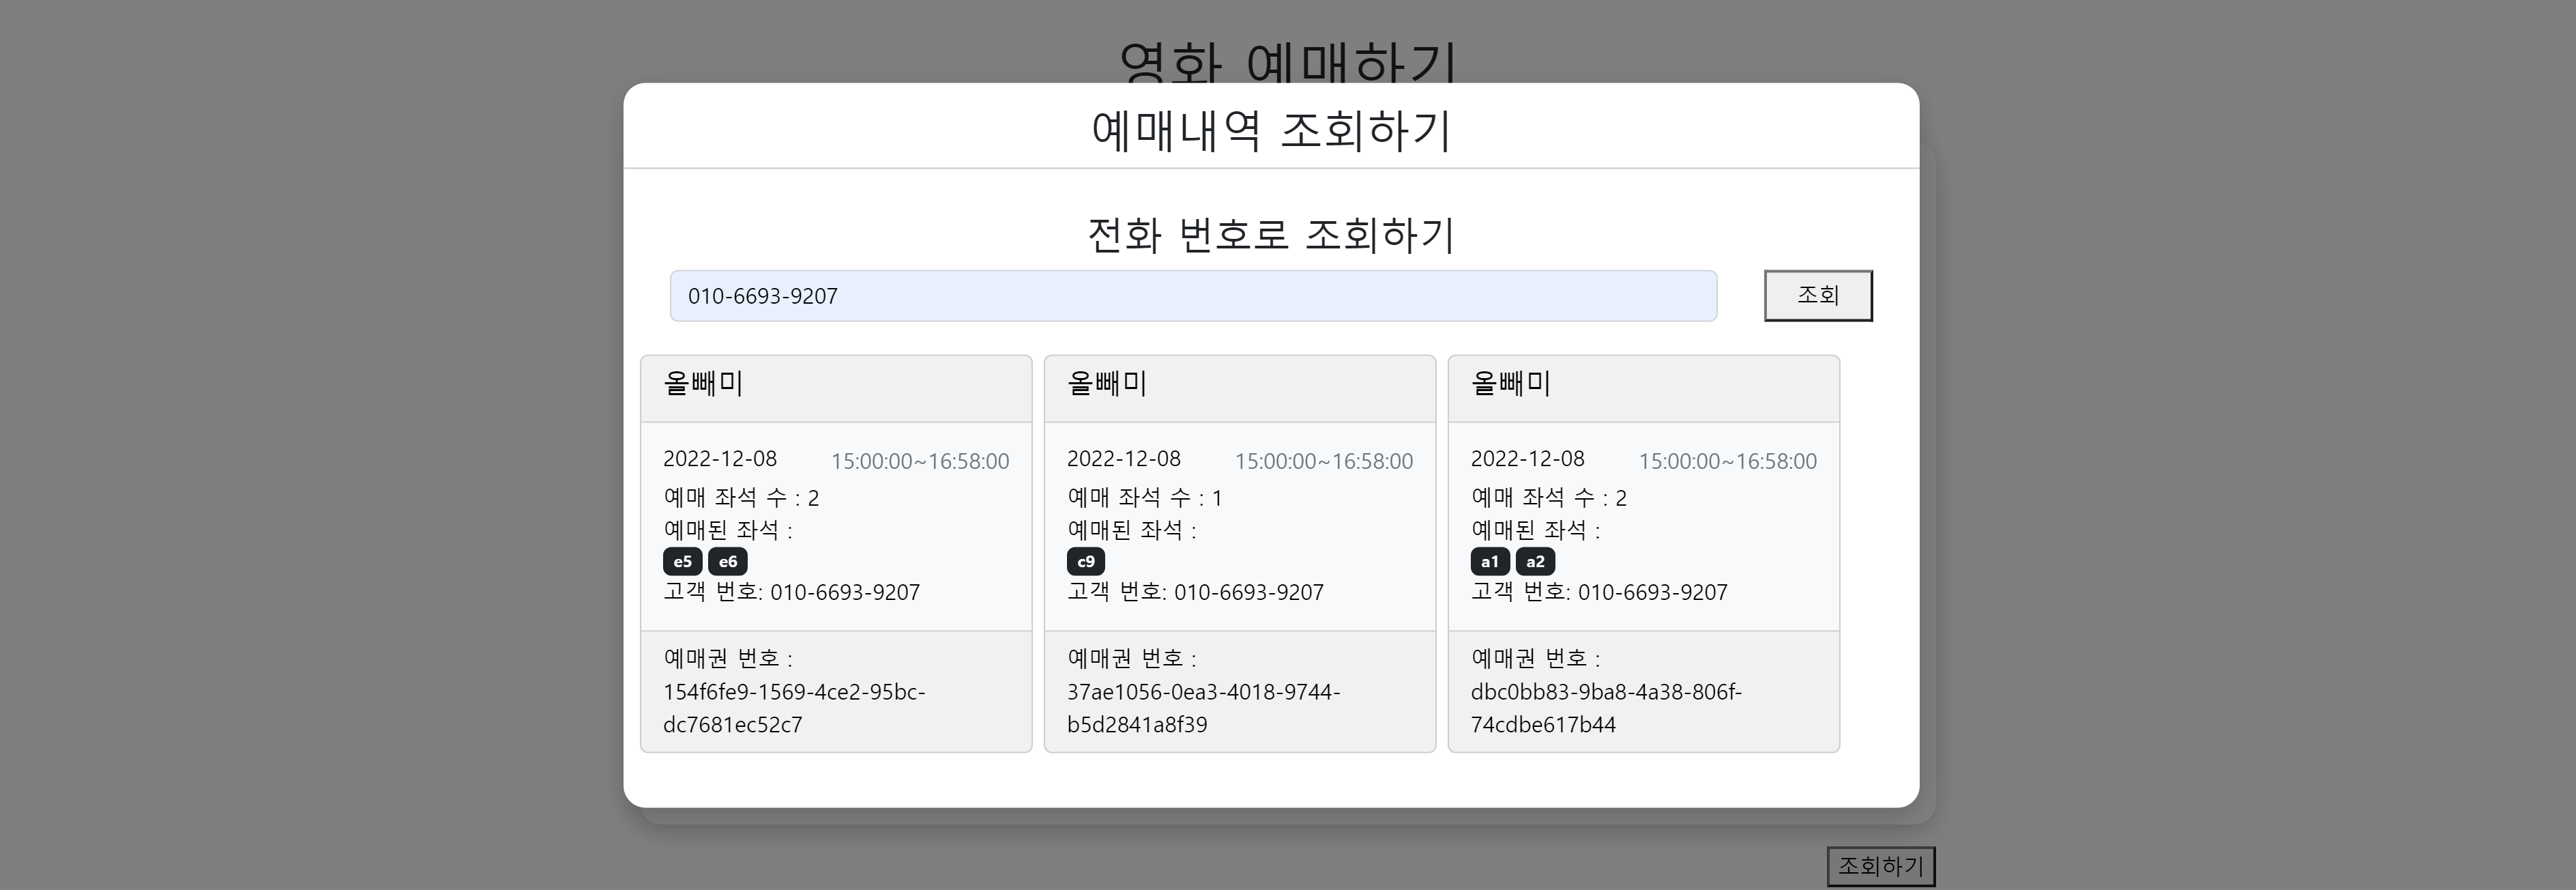 영화 예매하기
예매내역 조회하기
전화 번호로 조회하기
010-6693-9207
조회
올빼미
2022-12-08 15:00:00~16:58:00
예매 좌석 수 : 2
예매된 좌석 :
e5 e6
고객 번호: 010-6693-9207
예매권 번호 :
154f6fe9-1569-4ce2-95bc-
dc7681ec52c7
올빼미
2022-12-08 15:00:00~16:58:00
예매 좌석 수 : 1
예매된 좌석 :
c9
고객 번호: 010-6693-9207
예매권 번호 :
37ae1056-0ea3-4018-9744-
b5d2841a8f39
올빼미
2022-12-08 15:00:00~16:58:00
예매 좌석 수 : 2
예매된 좌석 :
a1 a2
고객 번호: 010-6693-9207
예매권 번호 :
dbc0bb83-9ba8-4a38-806f-
74cdbe617b44
조회하기